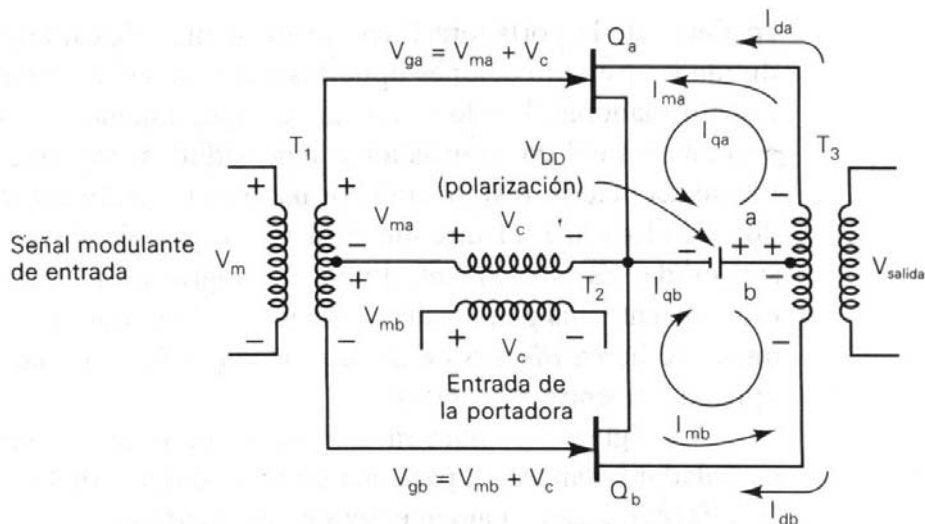 V_ga = V_ma + V_c
Q_a
I_da
I_ma
I_qa
T_1
V_DD
(polarización)
T_3
+ +
V_ma
V_c
a
Señal modulante
de entrada
V_m
−
+ −
− + +
V_salida
+
T_2
I_qb
b −
V_mb
+ −
−
V_c
− −
Entrada de
la portadora
I_mb
V_gb = V_mb + V_c
Q_b
I_db